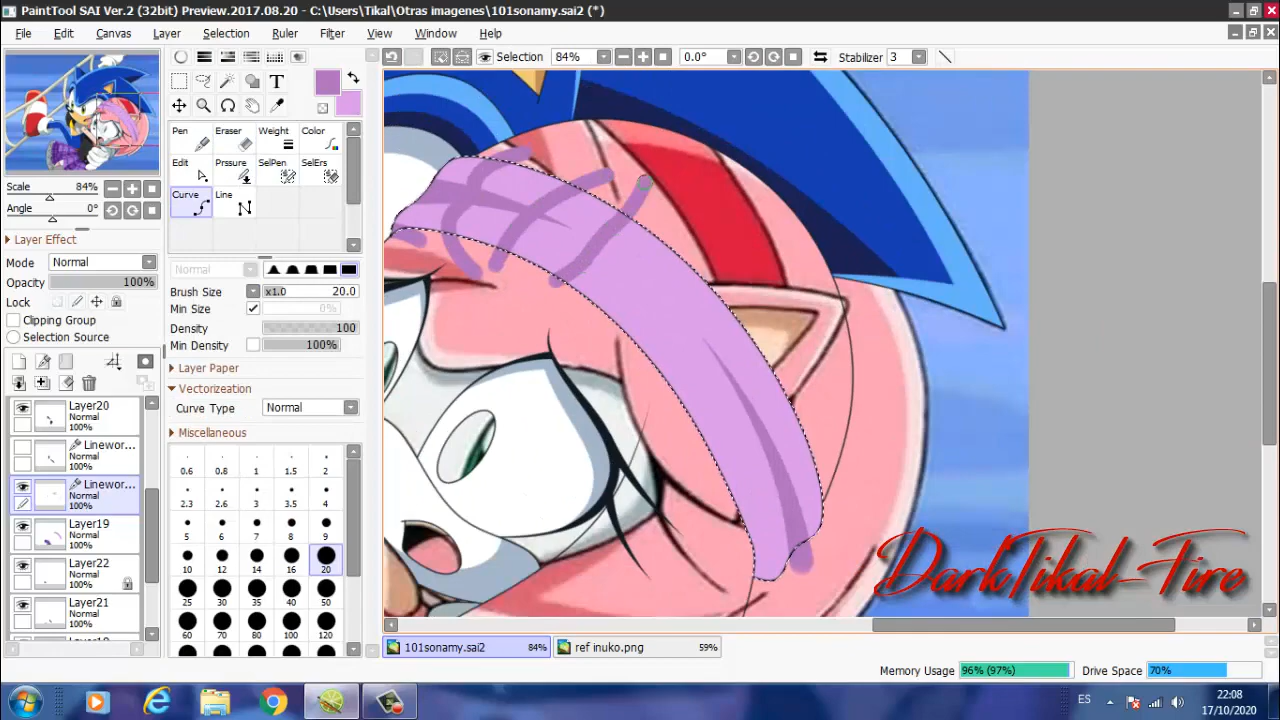 PaintTool SAI Ver.2 (32bit) Preview.2017.08.20 - C:\Users\Tikal\Otras imagenes\101sonamy.sai2 (*)
File Edit Canvas Layer Selection Ruler Filter View Window Help
Selection 84% 0.0° Stabilizer 3
T
Scale 84%
Angle 0°
Layer Effect
Mode Normal
Opacity 100%
Lock
Clipping Group
Selection Source
Layer20
Normal
100%
Linewor...
Normal
100%
Linewor...
Normal
100%
Layer19
Normal
100%
Layer22
Normal
100%
Layer21
Normal
100%
Pen Eraser Weight Color
Edit Prssure SelPen SelErs
Curve Line
Normal
Brush Size x1.0 20.0
Min Size 0%
Density 100
Min Density 100%
Layer Paper
Vectorization
Curve Type Normal
Miscellaneous
0.6 0.8 1 1.5 2
2.3 2.6 3 3.5 4
5 6 7 8 9
10 12 14 16 20
25 30 35 40 50
60 70 80 100 120
DarkTikal-Fire
101sonamy.sai2 84% ref inuko.png 59%
Memory Usage 96% (97%) Drive Space 70%
ES
22:08
17/10/2020